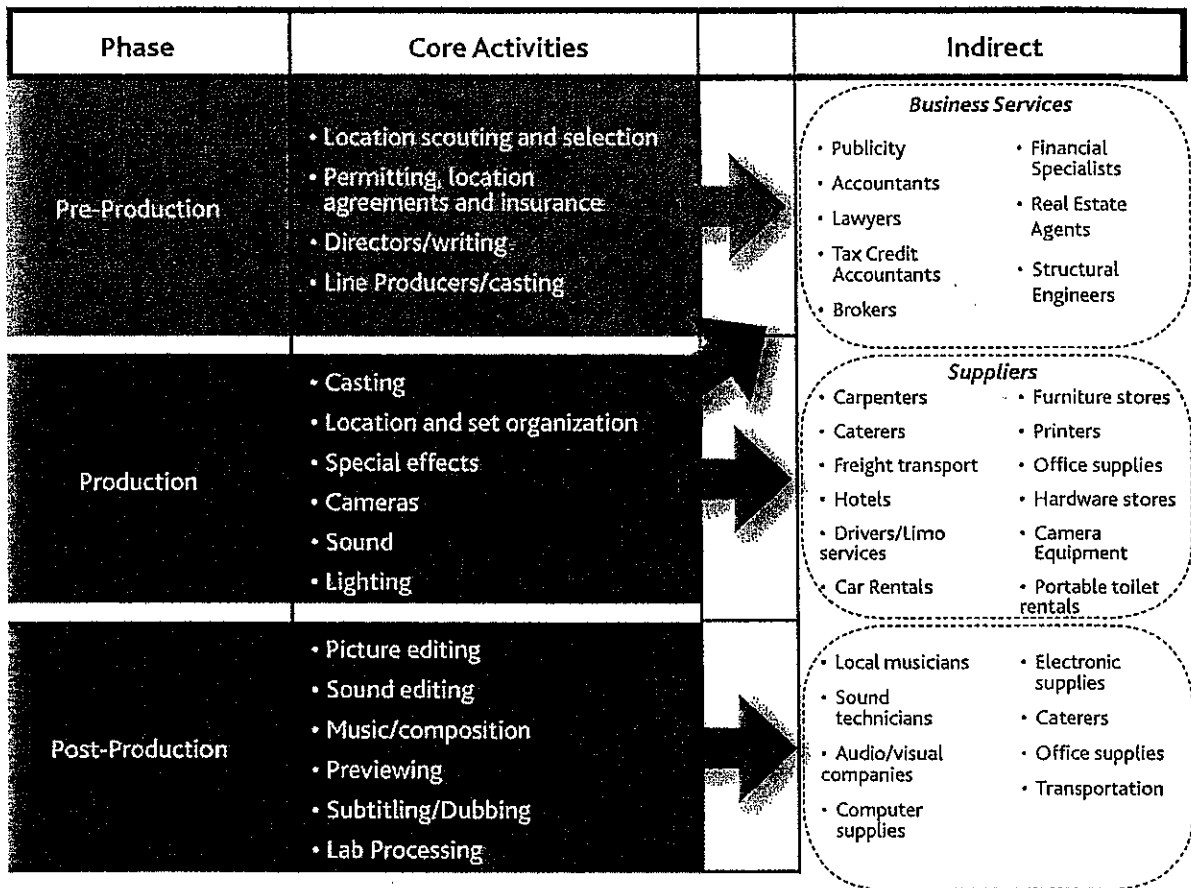 Phase
Core Activities
Indirect
Pre-Production
• Location scouting and selection
• Permitting, location
agreements and insurance
• Directors/writing
• Line Producers/casting
Business Services
• Publicity
• Accountants
• Lawyers
• Tax Credit
Accountants
• Brokers
• Financial
Specialists
• Real Estate
Agents
• Structural
Engineers
Production
• Casting
• Location and set organization
• Special effects
• Cameras
• Sound
• Lighting
Suppliers
• Carpenters
• Caterers
• Freight transport
• Hotels
• Drivers/Limo
services
• Car Rentals
• Furniture stores
• Printers
• Office supplies
• Hardware stores
• Camera
Equipment
• Portable toilet
rentals
Post-Production
• Picture editing
• Sound editing
• Music/composition
• Previewing
• Subtitling/Dubbing
• Lab Processing
• Local musicians
• Sound
technicians
• Audio/visual
companies
• Computer
supplies
• Electronic
supplies
• Caterers
• Office supplies
• Transportation